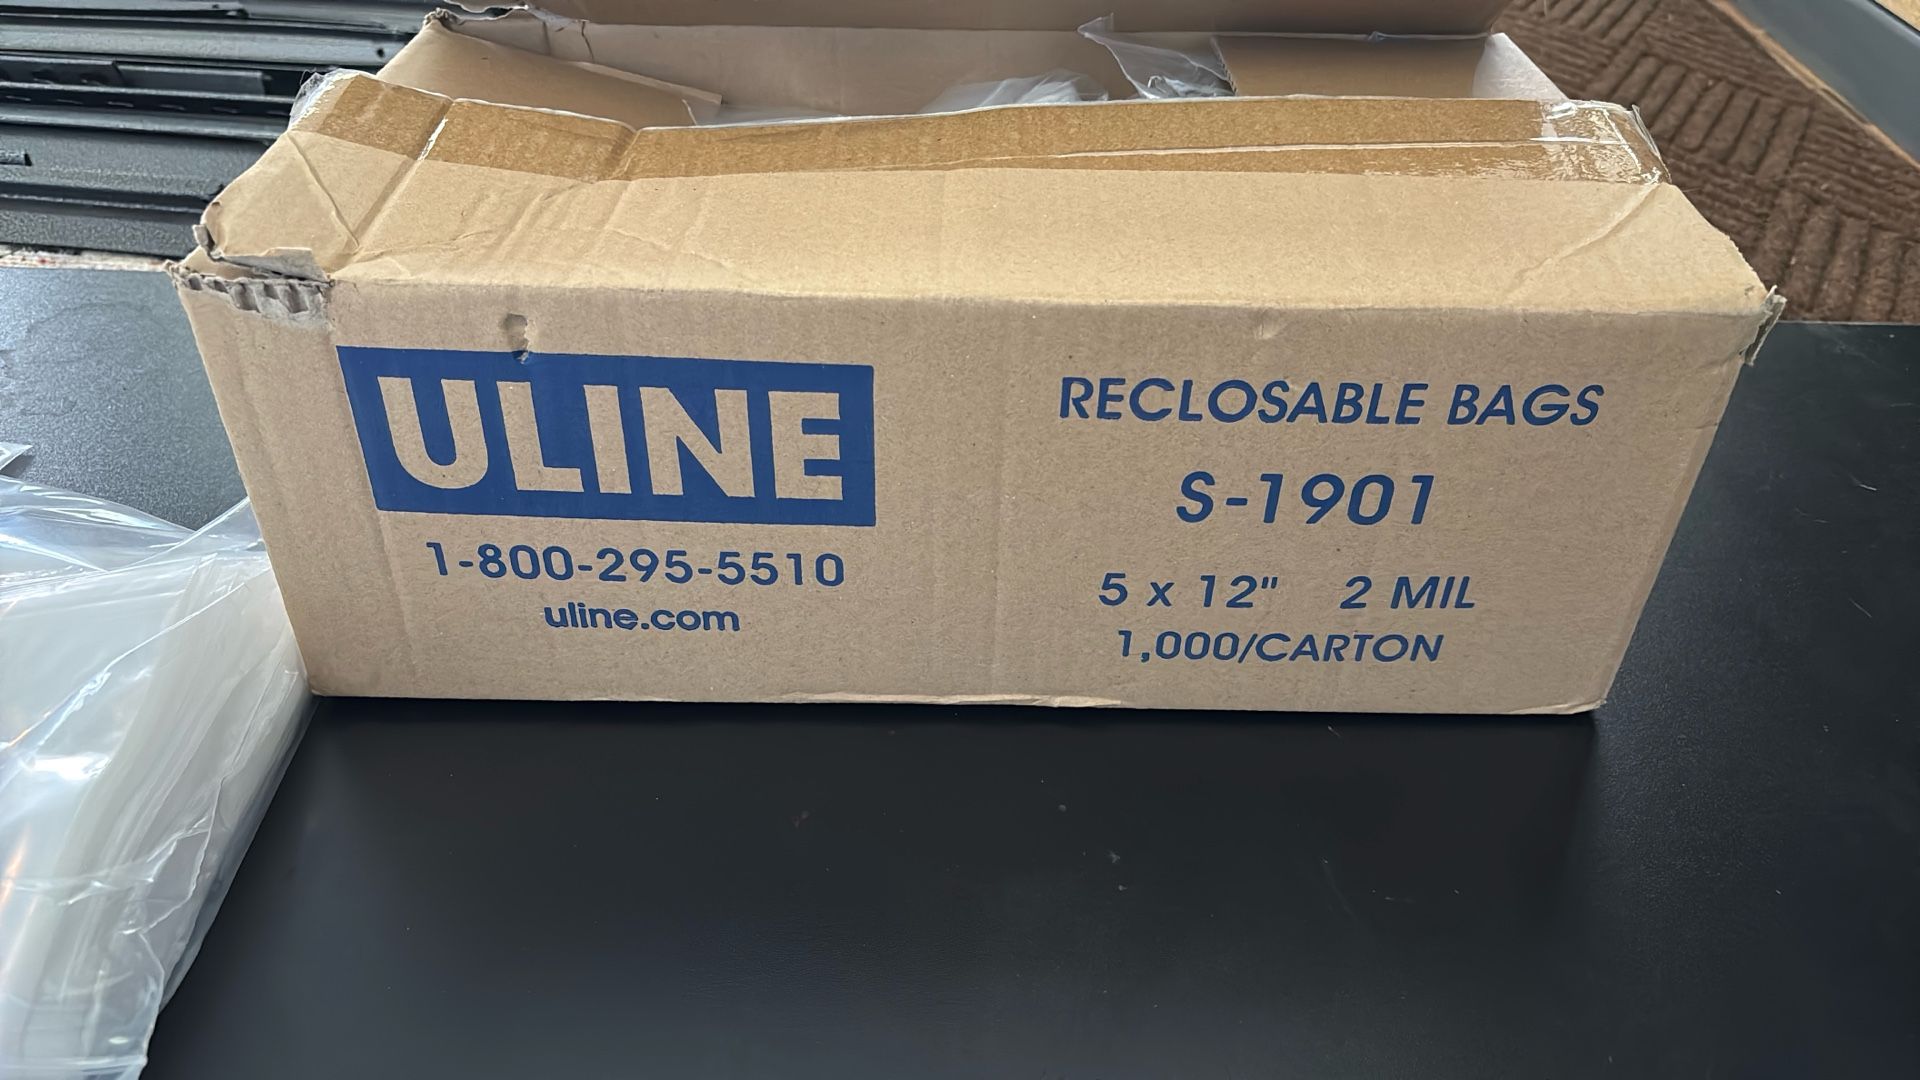 ULINE
1-800-295-5510
uline.com
RECLOSABLE BAGS
S-1901
5 x 12" 2 MIL
1,000/CARTON